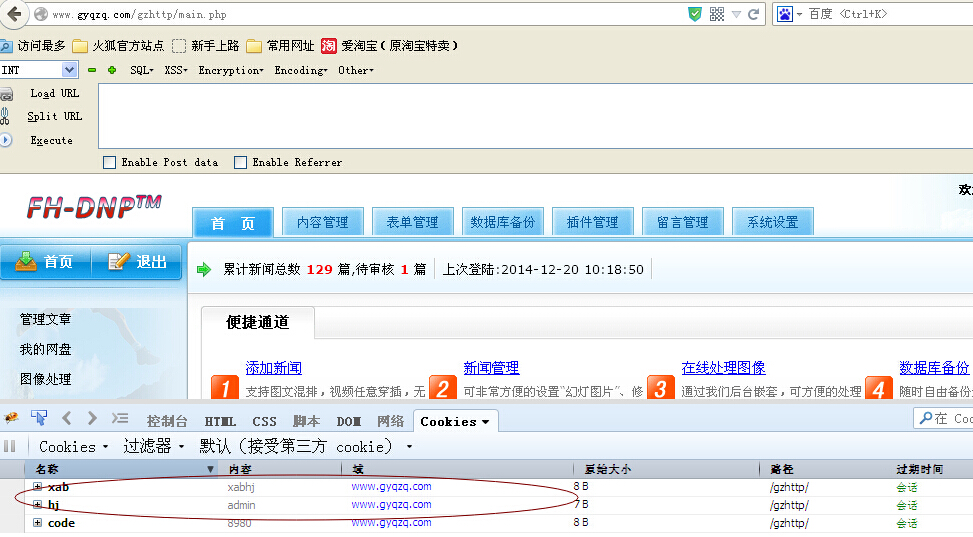 www.gyqzq.com/gzhttp/main.php 百度 <Ctrl+K>
访问最多 火狐官方站点 新手上路 常用网址 淘 爱淘宝（原淘宝特卖）
INT SQL XSS Encryption Encoding Other
Load URL
Split URL
Execute
Enable Post data Enable Referrer
FH-DNP™
首 页 内容管理 表单管理 数据库备份 插件管理 留言管理 系统设置
首页 退出
累计新闻总数 129 篇,待审核 1 篇 上次登陆:2014-12-20 10:18:50
管理文章
我的网盘
图像处理
便捷通道
1 添加新闻 2 新闻管理 3 在线处理图像 4 数据库备份
支持图文混排，视频任意穿插，无 可非常方便的设置“幻灯图片”、修 通过我们后台嵌套，可方便的处理 随时自由备份
控制台 HTML CSS 脚本 DOM 网络 Cookies 在 Coo
Cookies 过滤器 默认（接受第三方 cookie）
名称 内容 域 原始大小 路径 过期时间
xab xabhj www.gyqzq.com 8 B /gzhttp/ 会话
hj admin www.gyqzq.com 7 B /gzhttp/ 会话
code 8980 www.gyqzq.com 8 B /gzhttp/ 会话